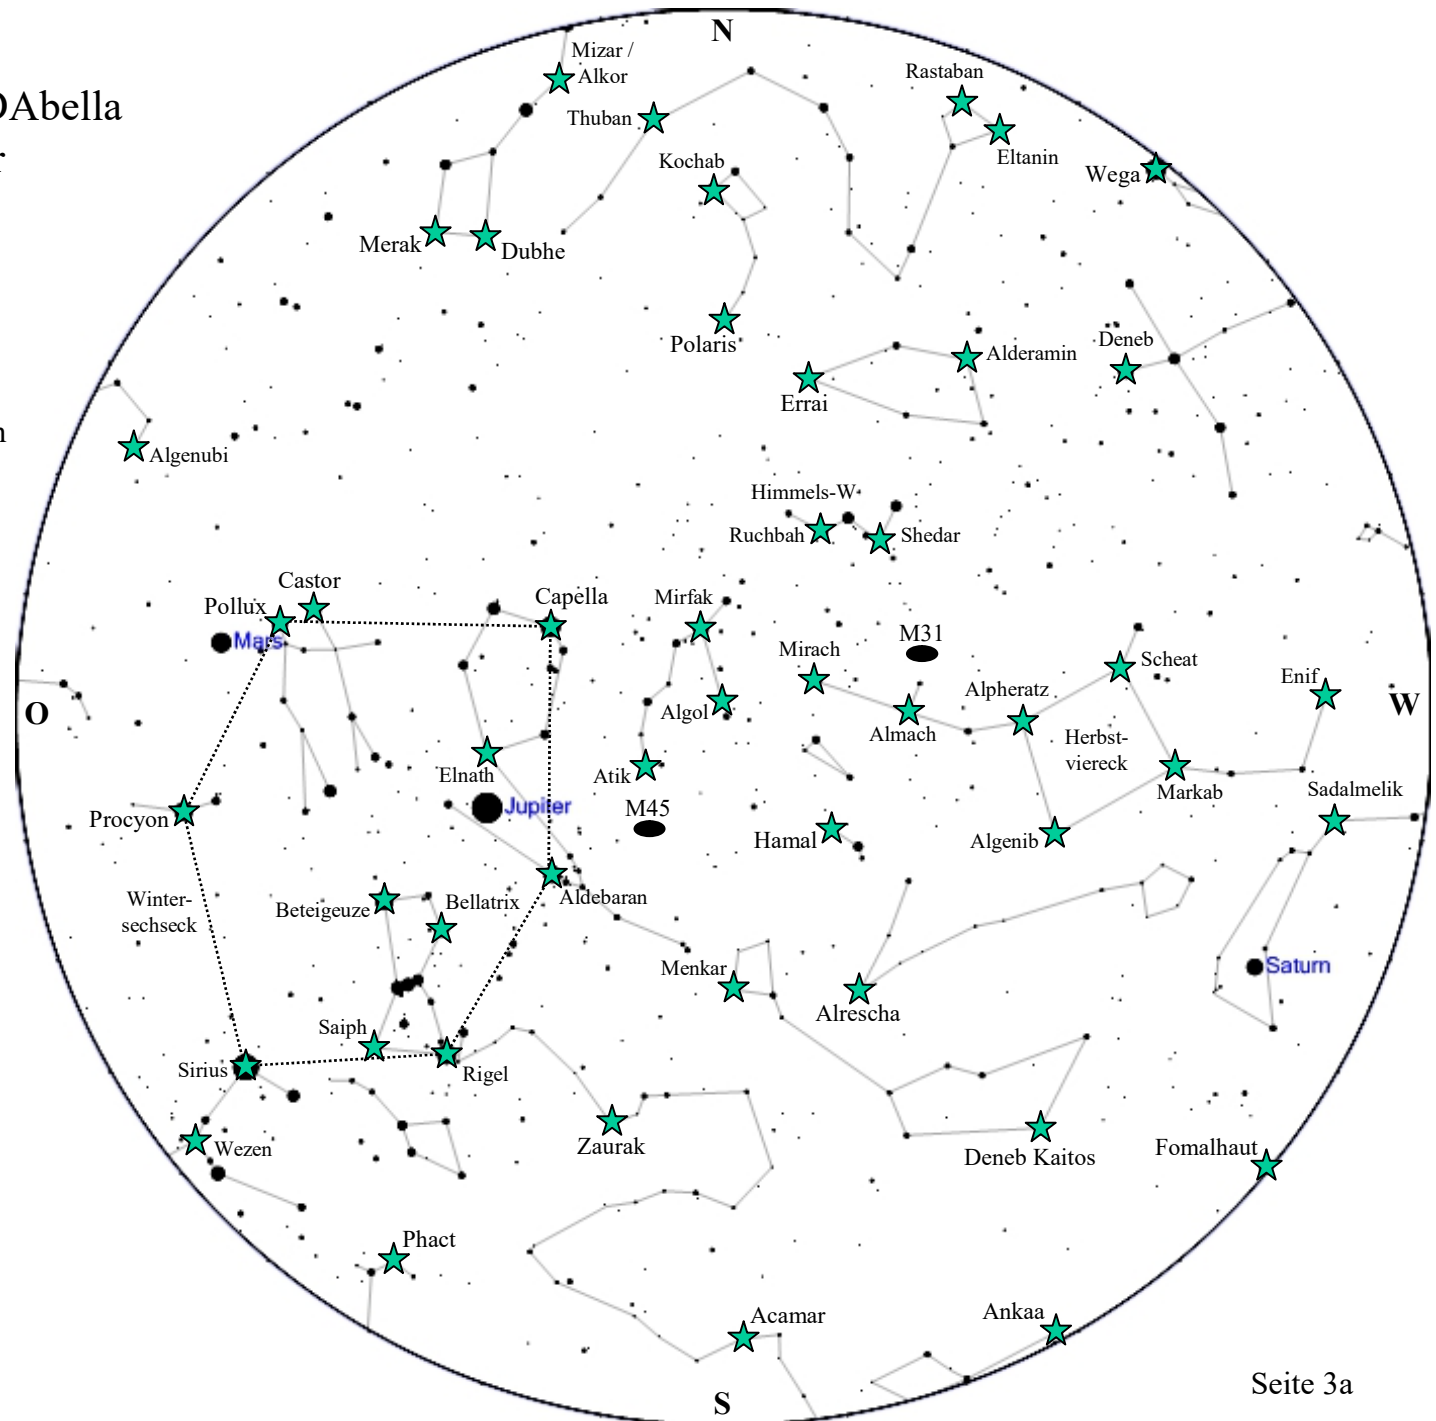 N
Mizar /
Alkor
Rastaban
DAbella
Thuban
r
Eltanin
Kochab
Wega
Merak
Dubhe
Polaris
Alderamin
Deneb
Errai
n
Algenubi
Himmels-W
Ruchbah
Shedar
Castor
Capella
Mirfak
Pollux
Mars
M31
Mirach
Scheat
Alpheratz
Enif
O
Algol
W
Almach
Herbst-
viereck
Elnath
Atik
Markab
Sadalmelik
Jupiter
M45
Procyon
Hamal
Algenib
Winter-
sechseck
Beteigeuze
Bellatrix
Aldebaran
Menkar
Saturn
Alrescha
Saiph
Sirius
Rigel
Wezen
Zaurak
Deneb Kaitos
Fomalhaut
Phact
Acamar
Ankaa
Seite 3a
S